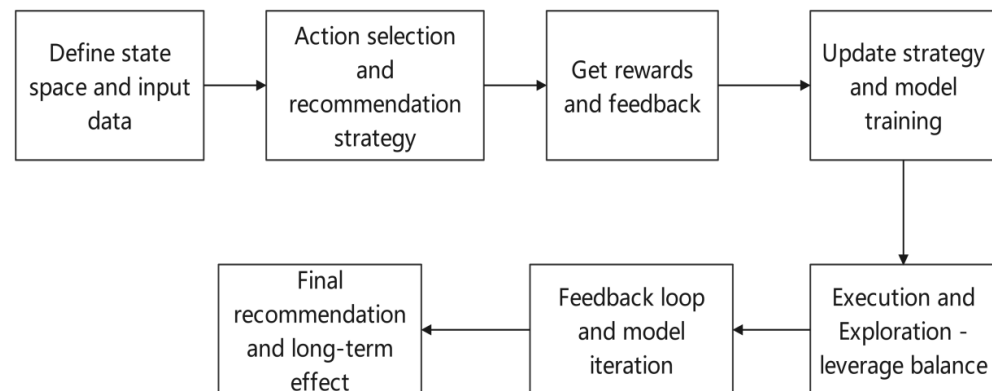 Define state
space and input
data
Action selection
and
recommendation
strategy
Get rewards
and feedback
Update strategy
and model
training
Final
recommendation
and long-term
effect
Feedback loop
and model
iteration
Execution and
Exploration -
leverage balance